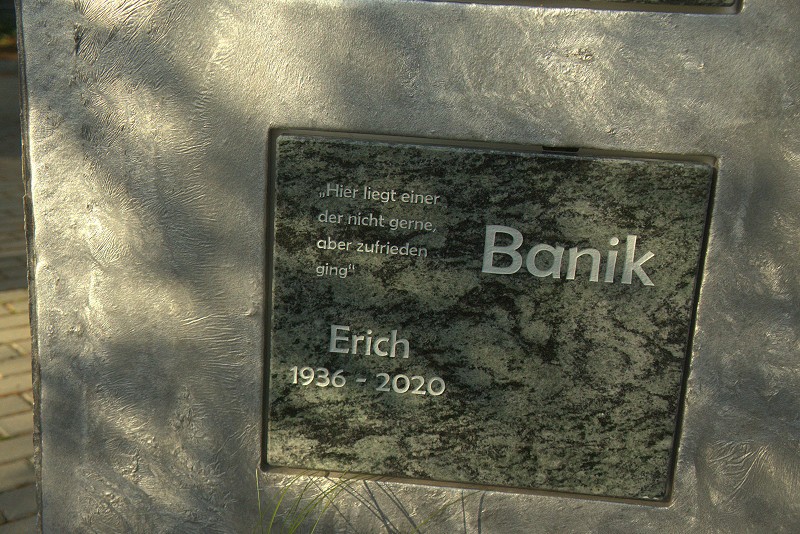 „Hier liegt einer
der nicht gerne,
aber zufrieden
ging“
Banik
Erich
1936 - 2020